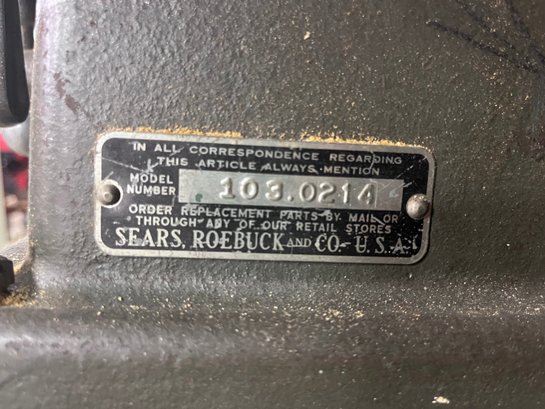 IN ALL CORRESPONDENCE REGARDING
THIS ARTICLE ALWAYS MENTION
MODEL NUMBER 103.0214
ORDER REPLACEMENT PARTS BY MAIL OR
THROUGH ANY OF OUR RETAIL STORES
SEARS, ROEBUCK AND CO.- U.S.A.